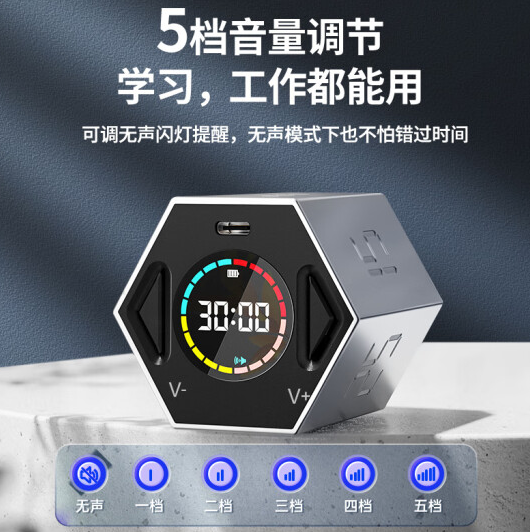 5档音量调节
学习，工作都能用
可调无声闪灯提醒，无声模式下也不怕错过时间
30:00
V-
V+
无声
一档
二档
三档
四档
五档